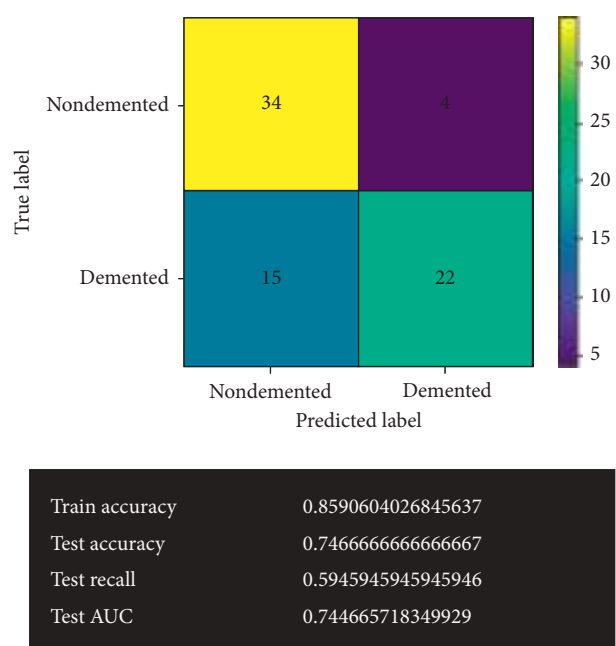 Nondemented
34
4
True label
Demented
15
22
Nondemented
Demented
Predicted label
30
25
20
15
10
5
Train accuracy 0.8590604026845637
Test accuracy 0.7466666666666667
Test recall 0.5945945945945946
Test AUC 0.744665718349929